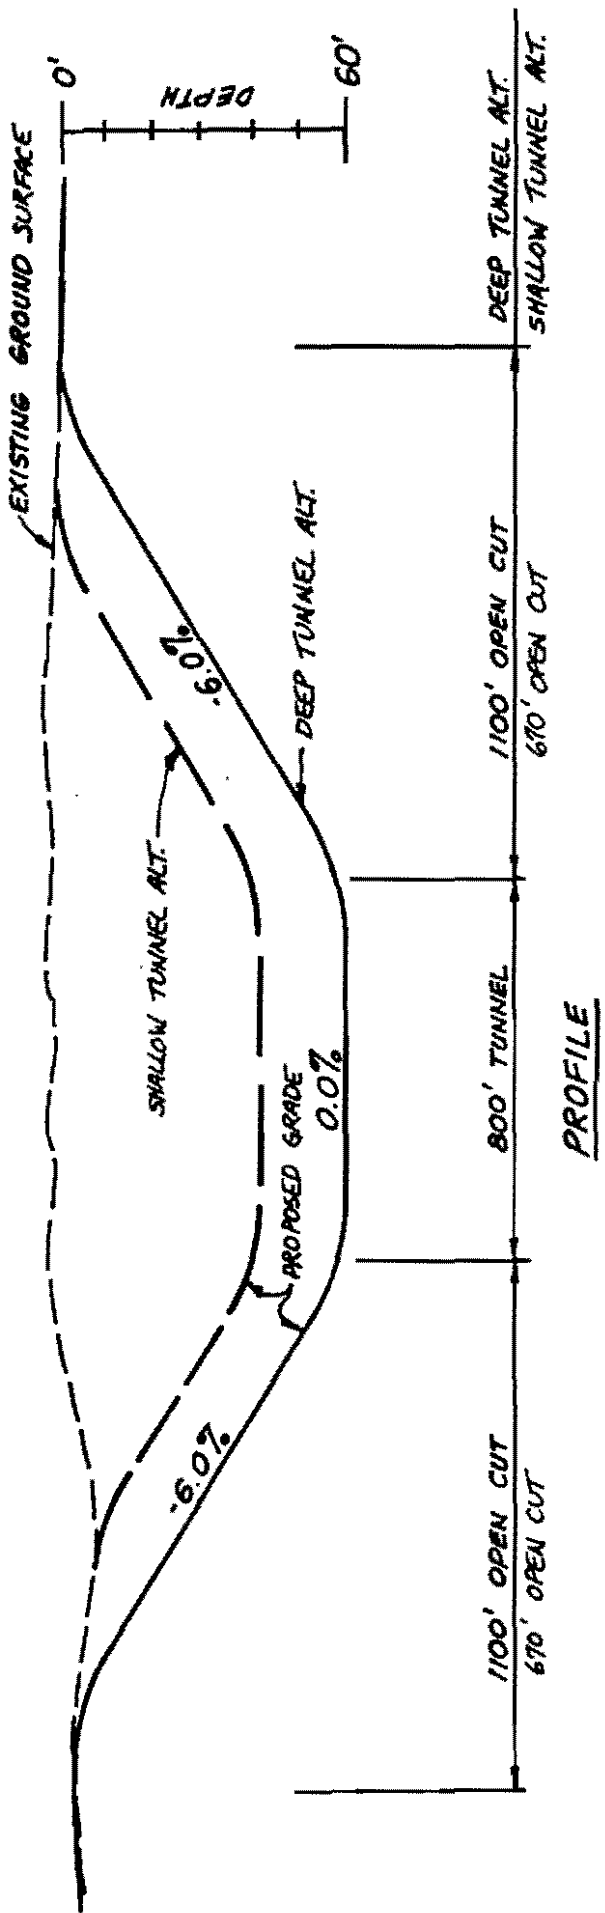 EXISTING GROUND SURFACE
0'
DEPTH
60'
SHALLOW TUNNEL ALT.
-6.0%
-6.0%
PROPOSED GRADE
0.0%
DEEP TUNNEL ALT.
1100' OPEN CUT
800' TUNNEL
1100' OPEN CUT
DEEP TUNNEL ALT.
670' OPEN CUT
670' OPEN CUT
SHALLOW TUNNEL ALT.
PROFILE